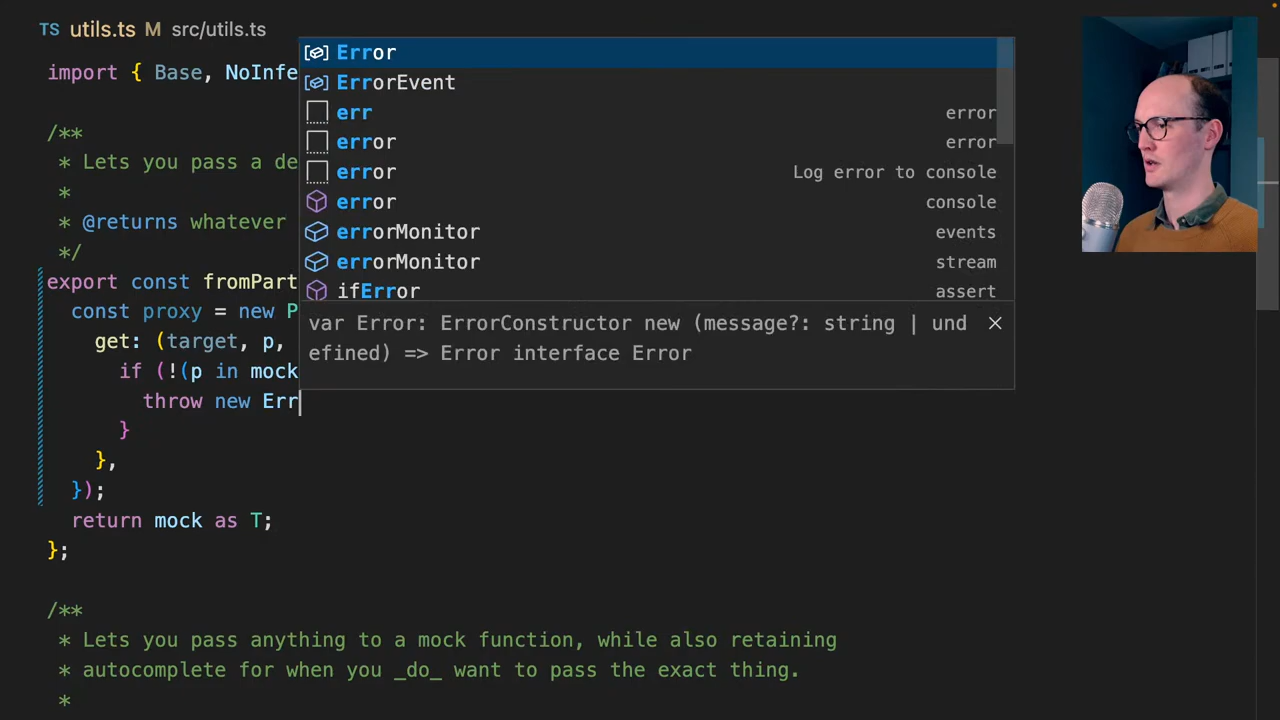 TS utils.ts M src/utils.ts
import { Base, NoInfe
/**
* Lets you pass a de
*
* @returns whatever
*/
export const fromPart
const proxy = new P
get: (target, p,
if (!(p in mock
throw new Err
}
},
});
return mock as T;
};
/**
* Lets you pass anything to a mock function, while also retaining
* autocomplete for when you _do_ want to pass the exact thing.
*
Error
ErrorEvent
err error
error error
error Log error to console
error console
errorMonitor events
errorMonitor stream
ifError assert
var Error: ErrorConstructor new (message?: string | und
efined) => Error interface Error